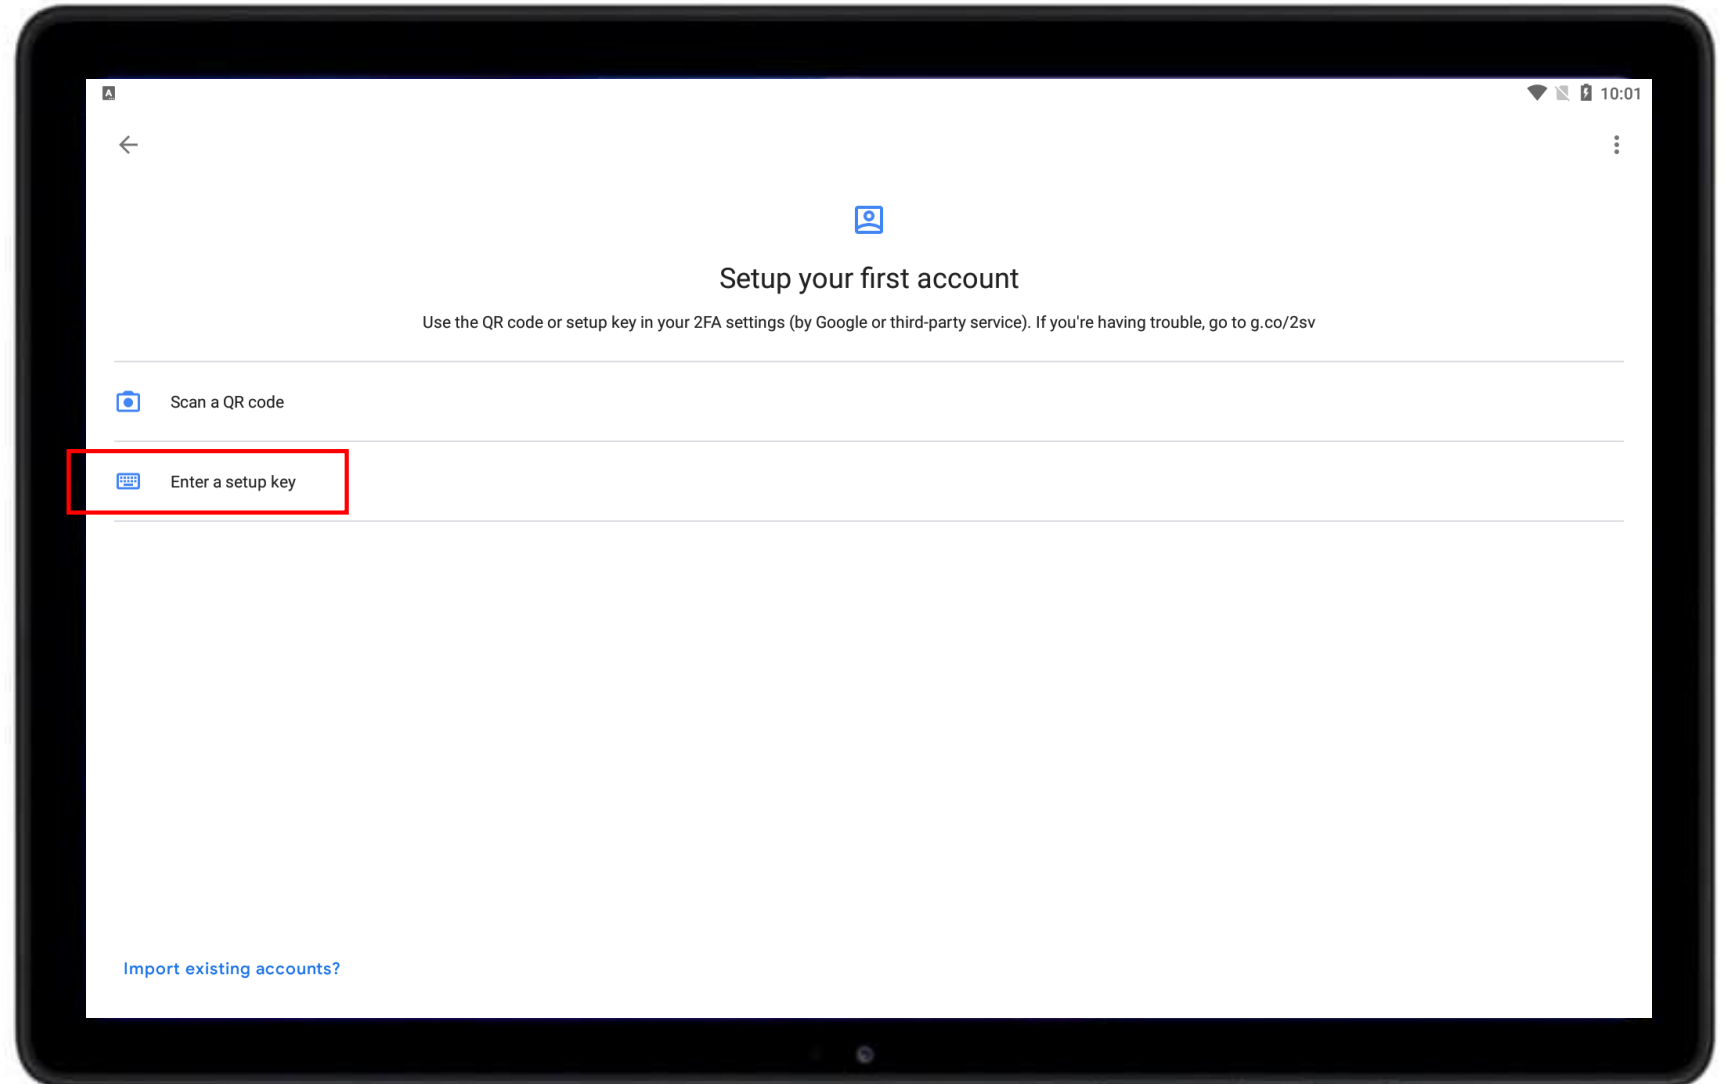 A
10:01
Setup your first account
Use the QR code or setup key in your 2FA settings (by Google or third-party service). If you're having trouble, go to g.co/2sv
Scan a QR code
Enter a setup key
Import existing accounts?